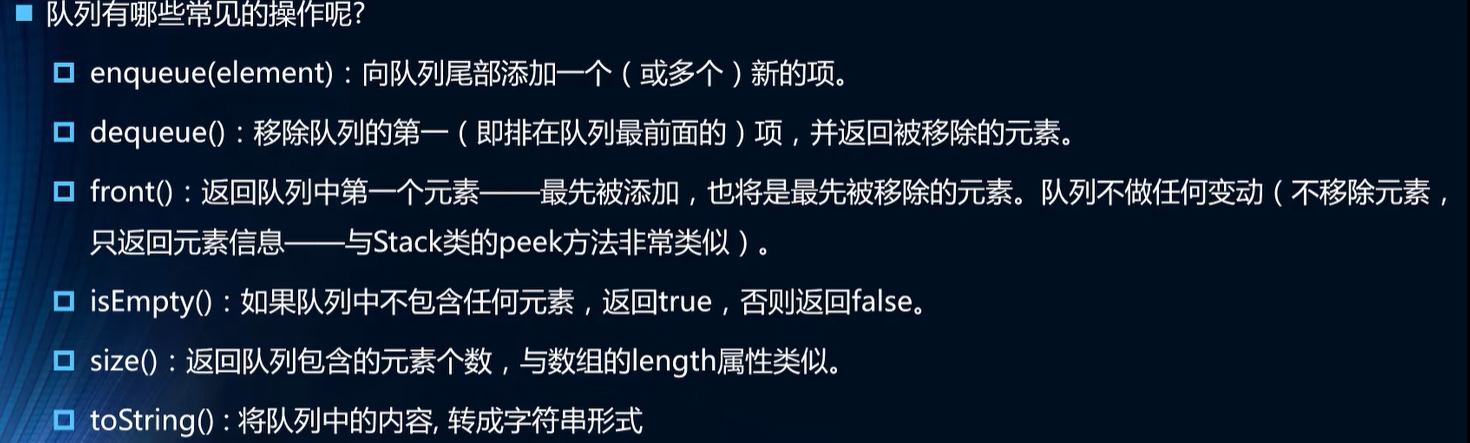 队列有哪些常见的操作呢?
enqueue(element)：向队列尾部添加一个（或多个）新的项。
dequeue()：移除队列的第一（即排在队列最前面的）项，并返回被移除的元素。
front()：返回队列中第一个元素——最先被添加，也将是最先被移除的元素。队列不做任何变动（不移除元素，
只返回元素信息——与Stack类的peek方法非常类似）。
isEmpty()：如果队列中不包含任何元素，返回true，否则返回false。
size()：返回队列包含的元素个数，与数组的length属性类似。
toString() : 将队列中的内容, 转成字符串形式